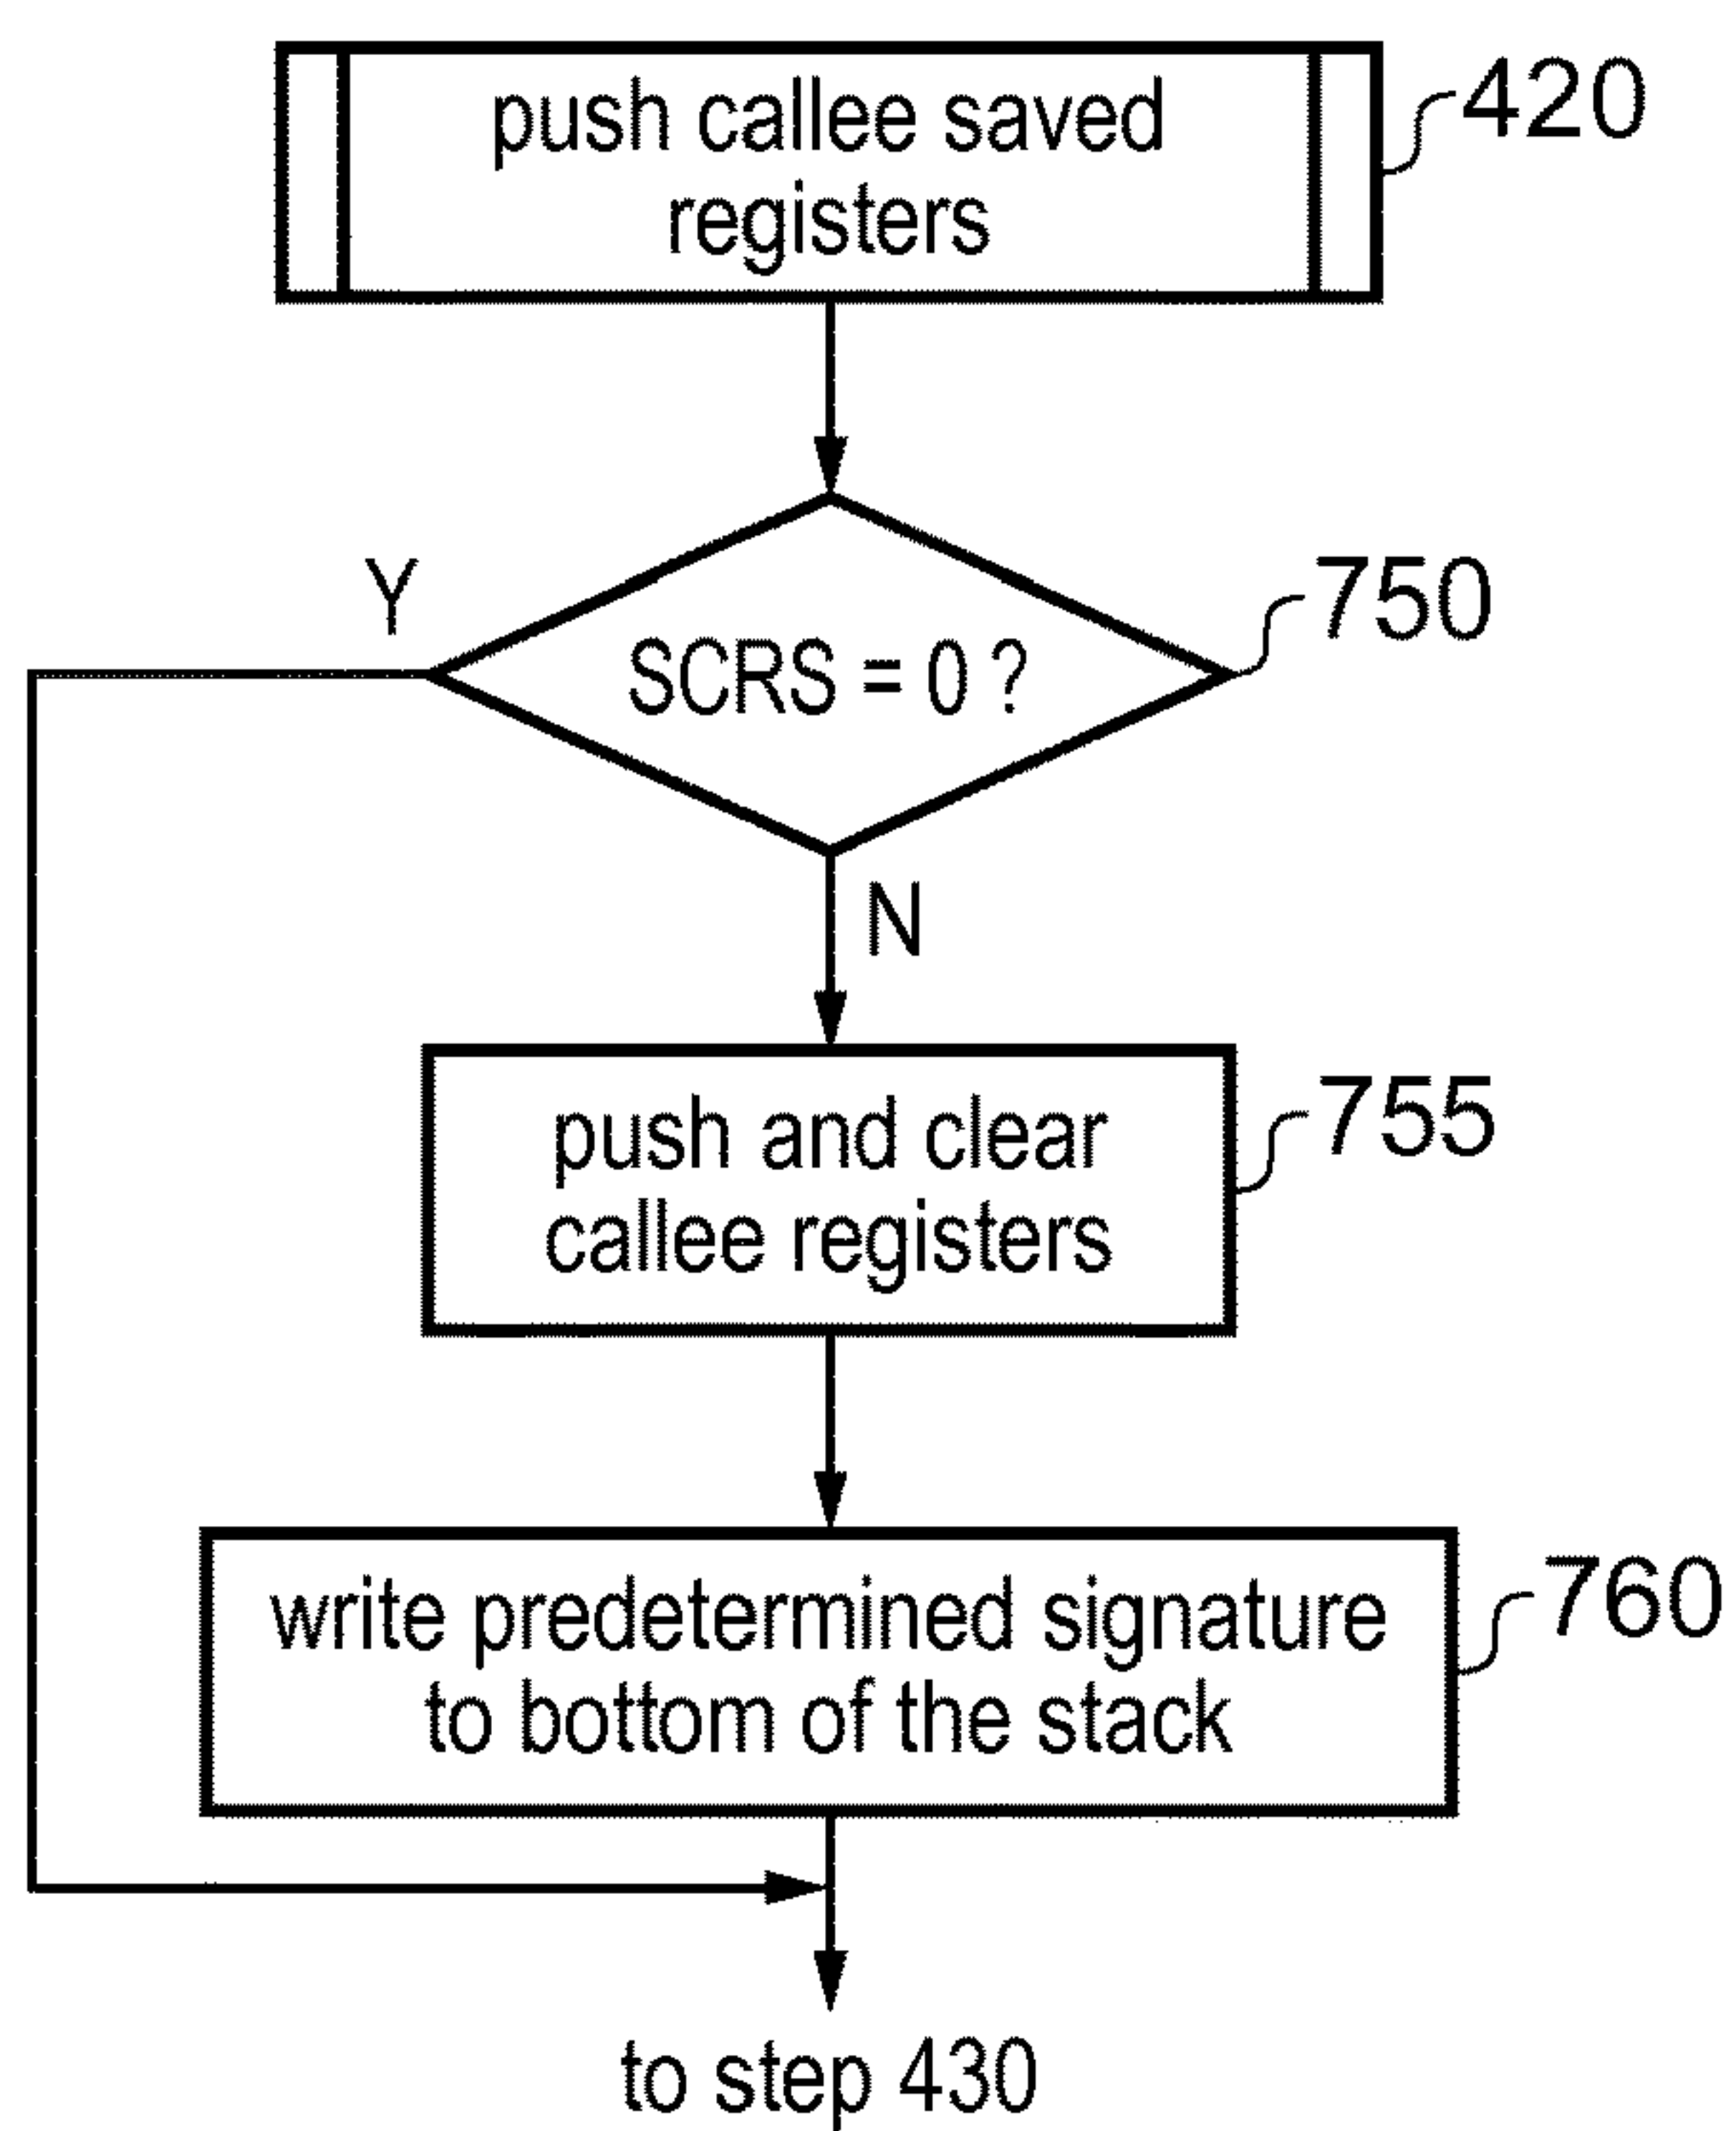 push callee saved
registers
420
Y
SCRS = 0 ?
750
N
push and clear
callee registers
755
write predetermined signature
to bottom of the stack
760
to step 430